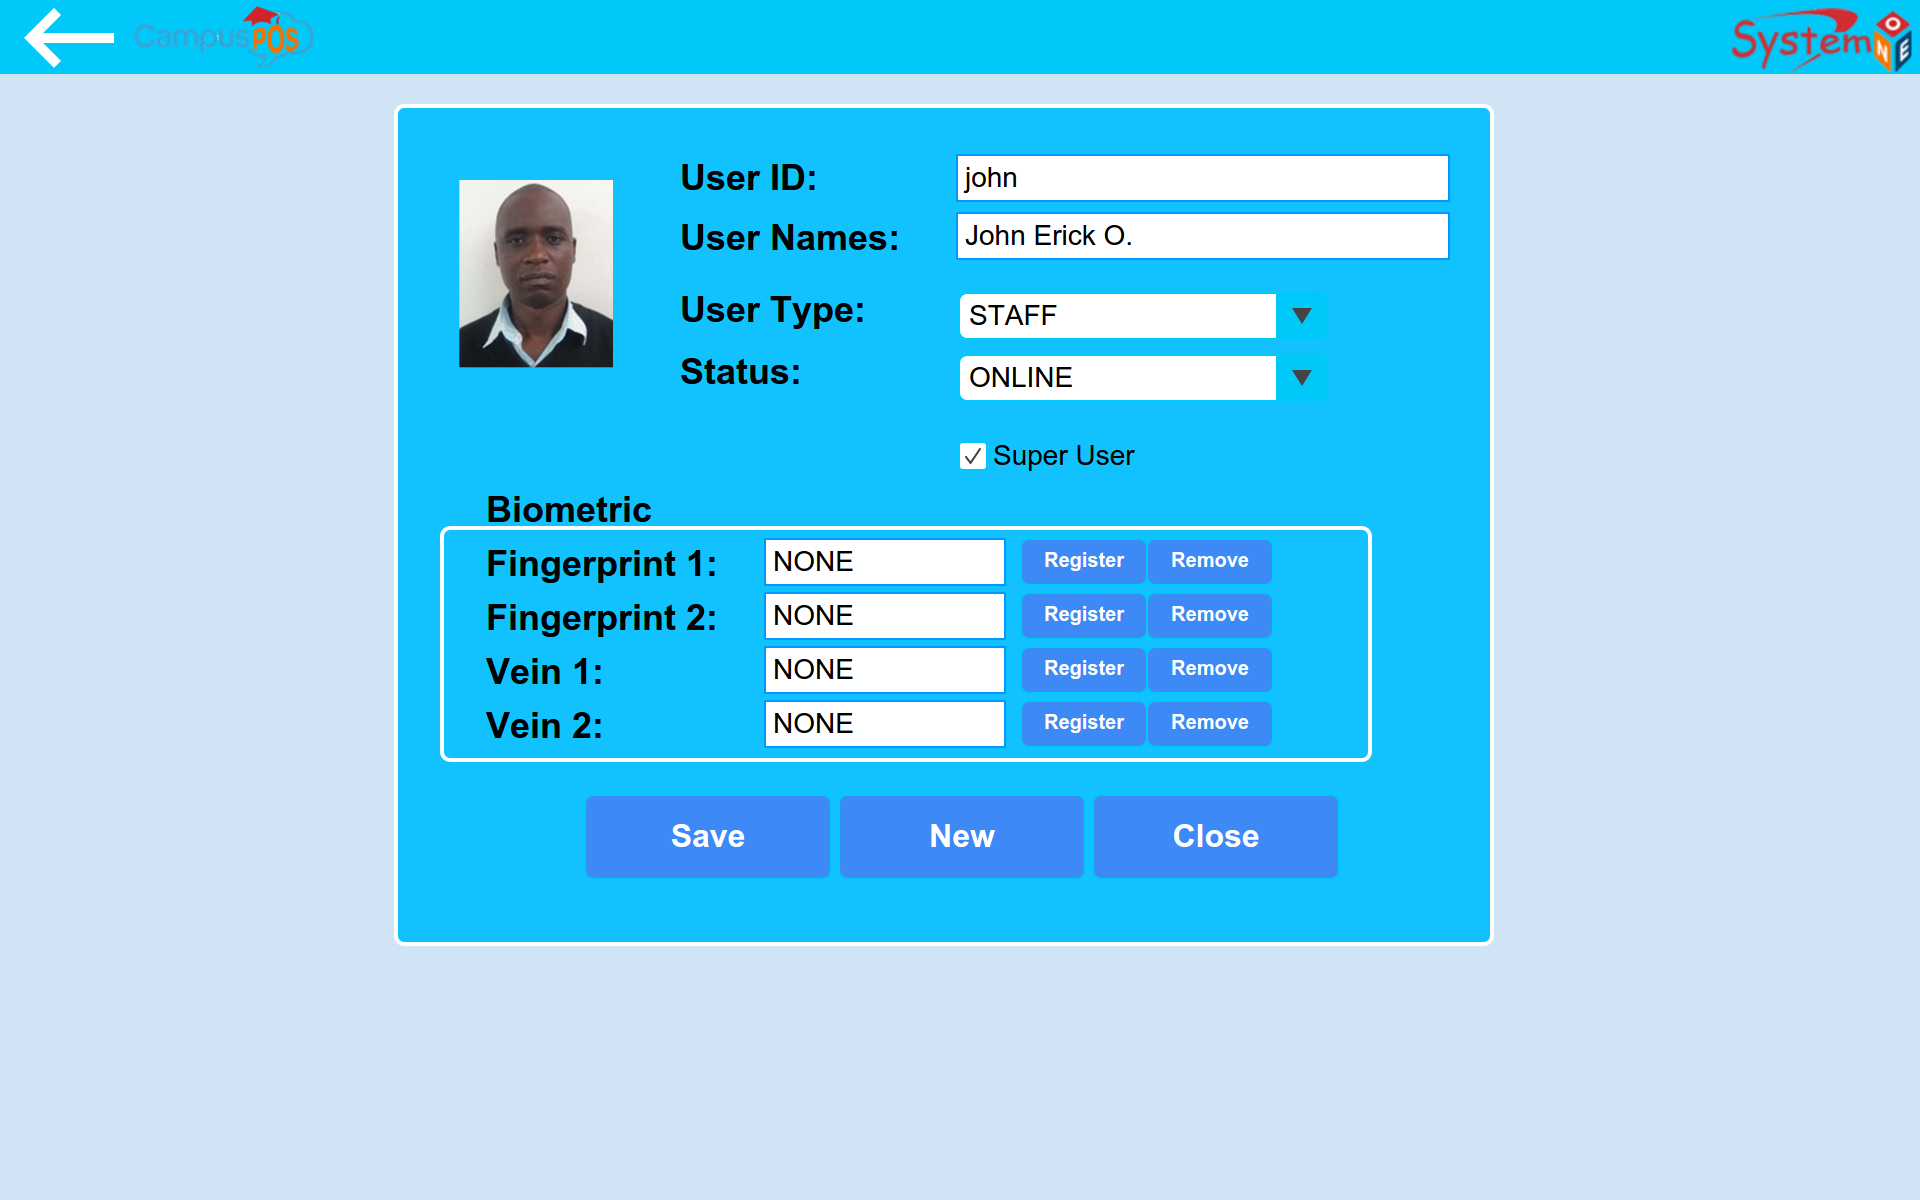 CampusPOS
System ONE
User ID: john
User Names: John Erick O.
User Type: STAFF
Status: ONLINE
Super User
Biometric
Fingerprint 1: NONE Register Remove
Fingerprint 2: NONE Register Remove
Vein 1: NONE Register Remove
Vein 2: NONE Register Remove
Save New Close